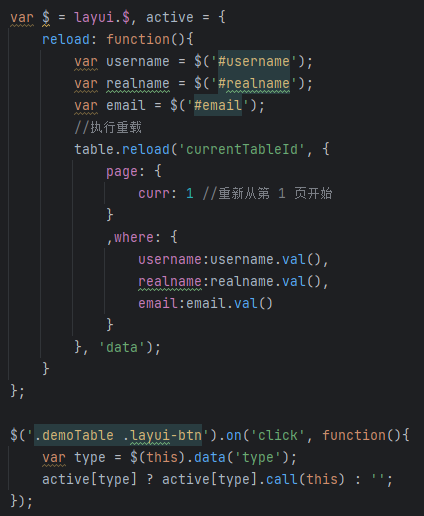 var $ = layui.$, active = {
    reload: function(){
        var username = $('#username');
        var realname = $('#realname');
        var email = $('#email');
        //执行重载
        table.reload('currentTableId', {
            page: {
                curr: 1 //重新从第 1 页开始
            }
            ,where: {
                username:username.val(),
                realname:realname.val(),
                email:email.val()
            }
        }, 'data');
    }
};

$('.demoTable .layui-btn').on('click', function(){
    var type = $(this).data('type');
    active[type] ? active[type].call(this) : '';
});